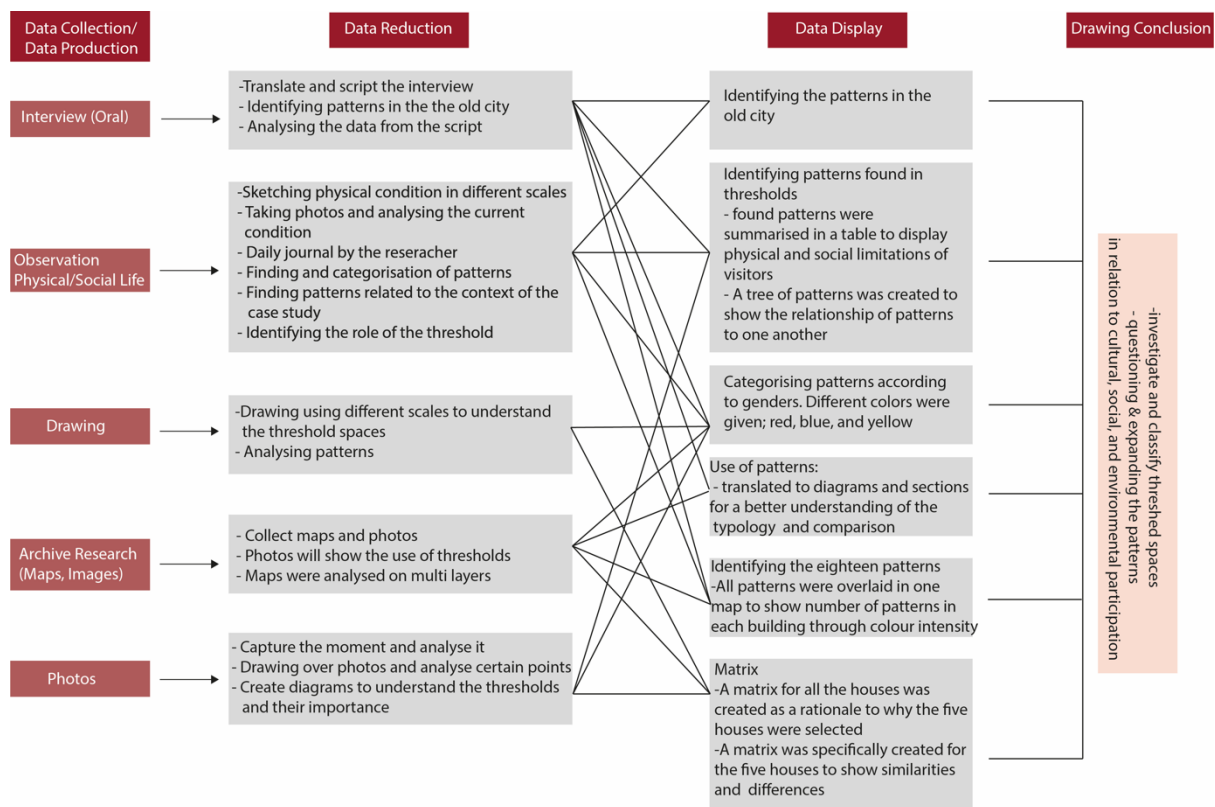 Data Collection/
Data Production
Data Reduction
Data Display
Drawing Conclusion
Interview (Oral)
-Translate and script the interview
- Identifying patterns in the the old city
- Analysing the data from the script
Identifying the patterns in the
old city
Observation
Physical/Social Life
-Sketching physical condition in different scales
- Taking photos and analysing the current
condition
- Daily journal by the reseracher
- Finding and categorisation of patterns
- Finding patterns related to the context of the
case study
- Identifying the role of the threshold
Identifying patterns found in
thresholds
- found patterns were
summarised in a table to display
physical and social limitations of
visitors
- A tree of patterns was created to
show the relationship of patterns
to one another
Drawing
-Drawing using different scales to understand
the threshold spaces
- Analysing patterns
Categorising patterns according
to genders. Different colors were
given; red, blue, and yellow
Use of patterns:
- translated to diagrams and sections
for a better understanding of the
typology and comparison
Archive Research
(Maps, Images)
- Collect maps and photos
- Photos will show the use of thresholds
- Maps were analysed on multi layers
Identifying the eighteen patterns
-All patterns were overlaid in one
map to show number of patterns in
each building through colour intensity
Photos
- Capture the moment and analyse it
- Drawing over photos and analyse certain points
- Create diagrams to understand the thresholds
and their importance
Matrix
-A matrix for all the houses was
created as a rationale to why the five
houses were selected
-A matrix was specifically created for
the five houses to show similarities
and differences
-investigate and classify threshed spaces
- questioning & expanding the patterns
in relation to cultural, social, and environmental participation